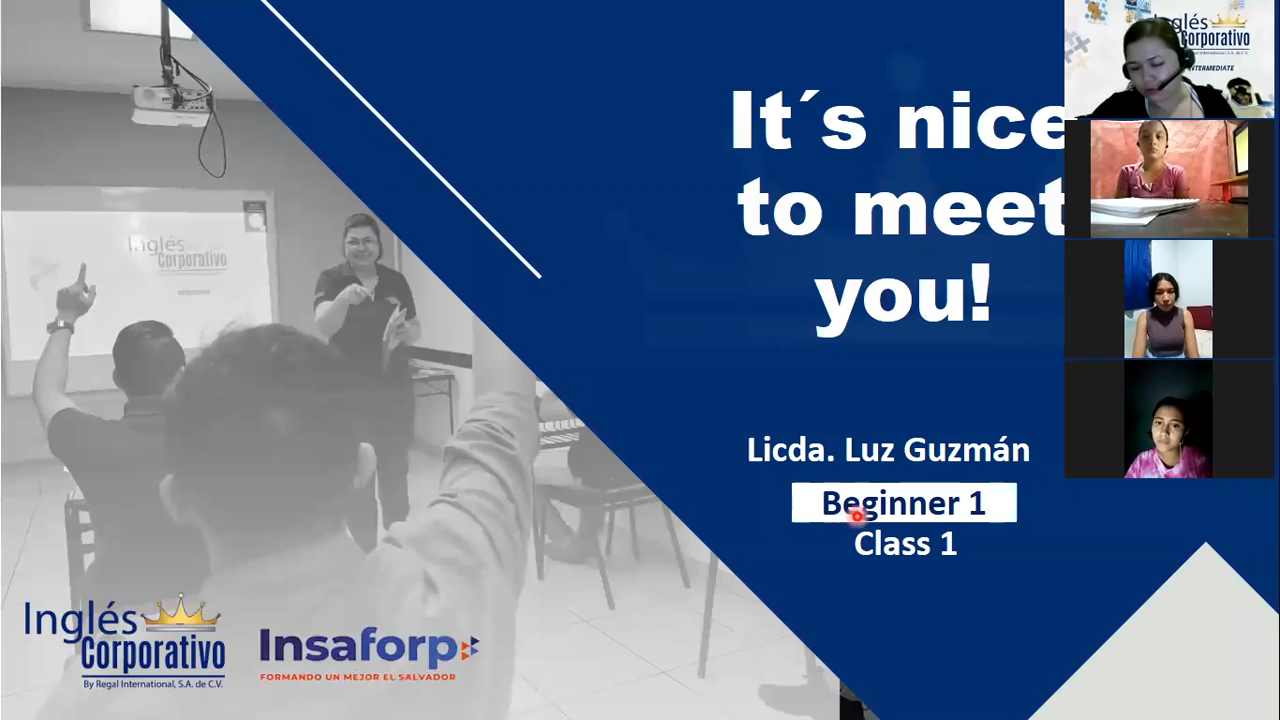 It´s nice
to meet
you!
Licda. Luz Guzmán
Beginner 1
Class 1
Inglés
Corporativo
By Regal International, S.A. de C.V.
Insaforp
FORMANDO UN MEJOR EL SALVADOR
Inglés
Corporativo
Inglés
Corporativo
INTERMEDIATE